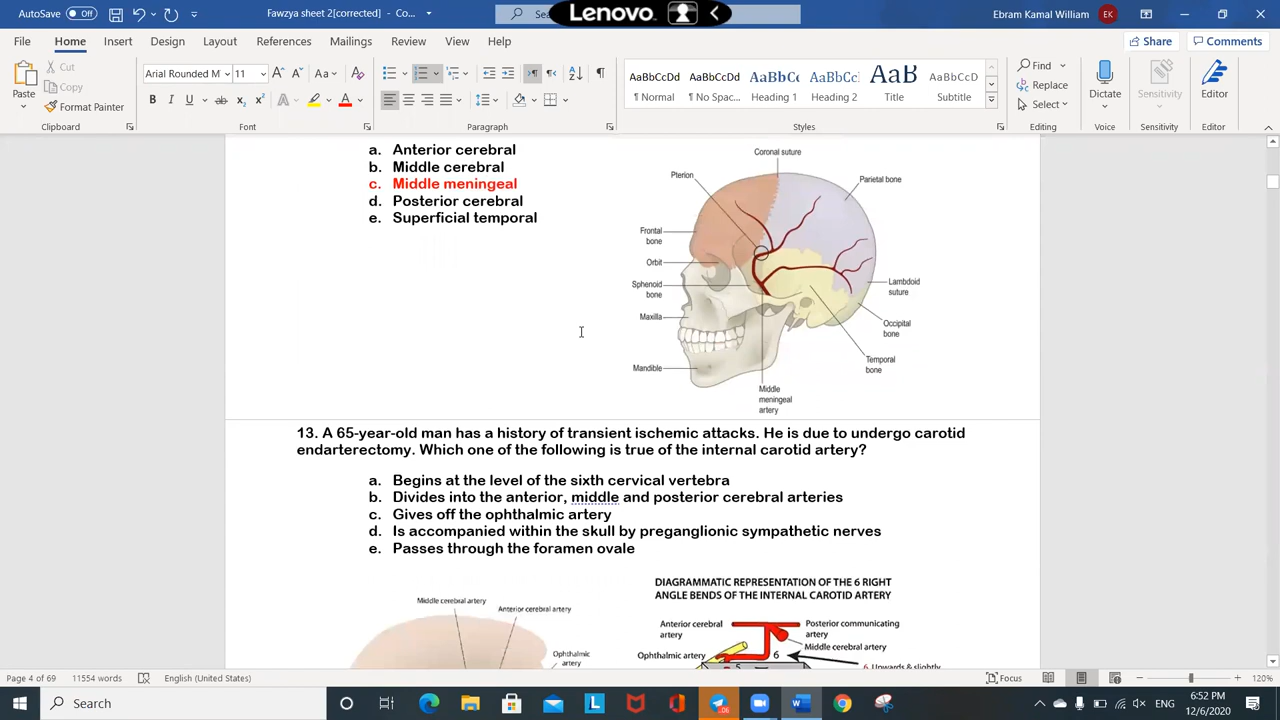 Fawzya sheet 2[corrected]
Lenovo
Eram Kamal William
EK
File
Home
Insert
Draw
Design
Layout
References
Mailings
Review
View
Help
Share
Comments
Paste
Cut
Copy
Format Painter
Clipboard
Arial Rounded M
11
Font
Paragraph
AaBbCcDd
¶ Normal
AaBbCcDd
¶ No Spac...
AaBbCc
Heading 1
AaBbCc
Heading 2
AaB
Title
AaBbCcD
Subtitle
Styles
Find
Replace
Select
Editing
Dictate
Voice
Sensitivity
Sensitivity
Editor
Editor
a. Anterior cerebral
b. Middle cerebral
c. Middle meningeal
d. Posterior cerebral
e. Superficial temporal
Coronal suture
Pterion
Parietal bone
Frontal bone
Orbit
Sphenoid bone
Maxilla
Mandible
Lambdoid suture
Occipital bone
Temporal bone
Middle meningeal artery
13. A 65-year-old man has a history of transient ischemic attacks. He is due to undergo carotid
endarterectomy. Which one of the following is true of the internal carotid artery?
a. Begins at the level of the sixth cervical vertebra
b. Divides into the anterior, middle and posterior cerebral arteries
c. Gives off the ophthalmic artery
d. Is accompanied within the skull by preganglionic sympathetic nerves
e. Passes through the foramen ovale
Middle cerebral artery
Anterior cerebral artery
Ophthalmic artery
DIAGRAMMATIC REPRESENTATION OF THE 6 RIGHT
ANGLE BENDS OF THE INTERNAL CAROTID ARTERY
Anterior cerebral artery
Posterior communicating artery
Middle cerebral artery
Ophthalmic artery
5
6
6 Upwards & slightly
Page 4 of 69
11554 words
(United States)
Focus
120%
Search
6:52 PM
12/6/2020